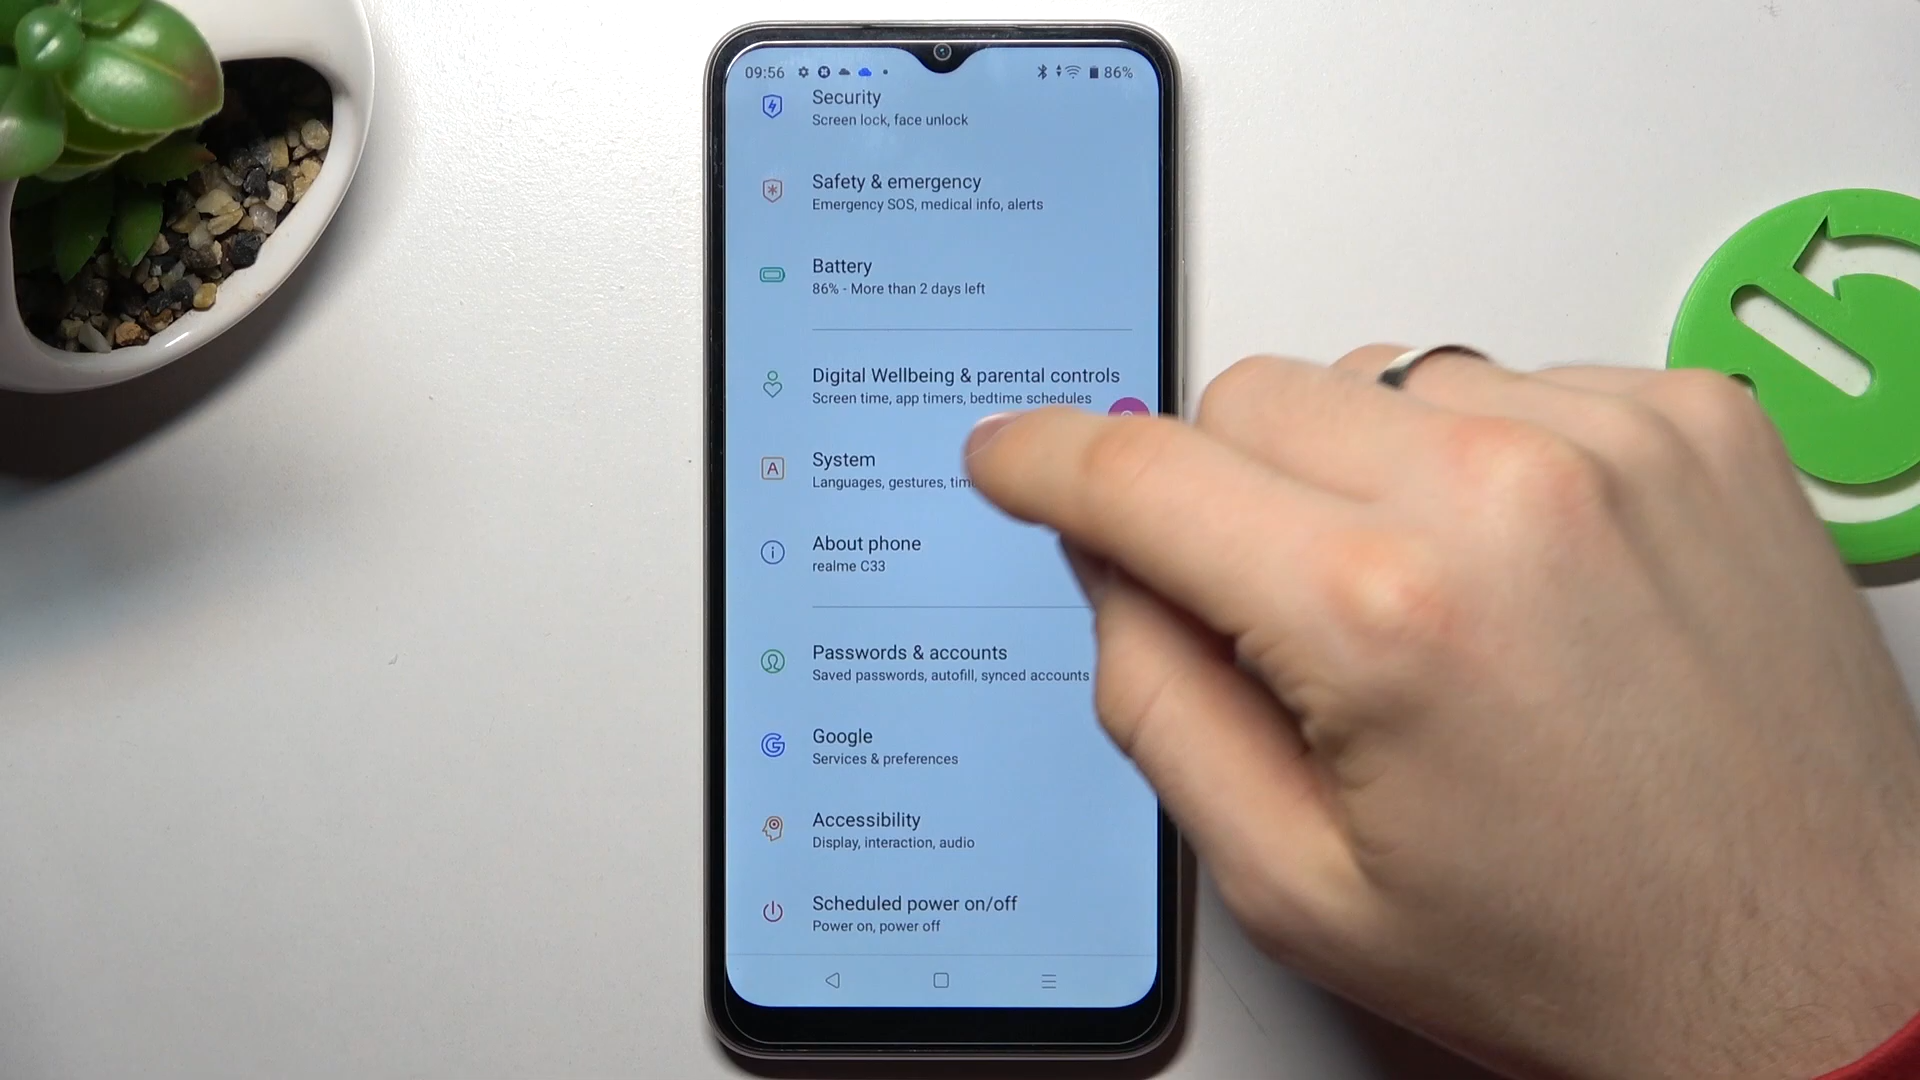 09:56 86%
Security
Screen lock, face unlock
Safety & emergency
Emergency SOS, medical info, alerts
Battery
86% - More than 2 days left
Digital Wellbeing & parental controls
Screen time, app timers, bedtime schedules
System
Languages, gestures,
About phone
realme C33
Passwords & accounts
Saved passwords, autofill, synced accounts
Google
Services & preferences
Accessibility
Display, interaction, audio
Scheduled power on/off
Power on, power off